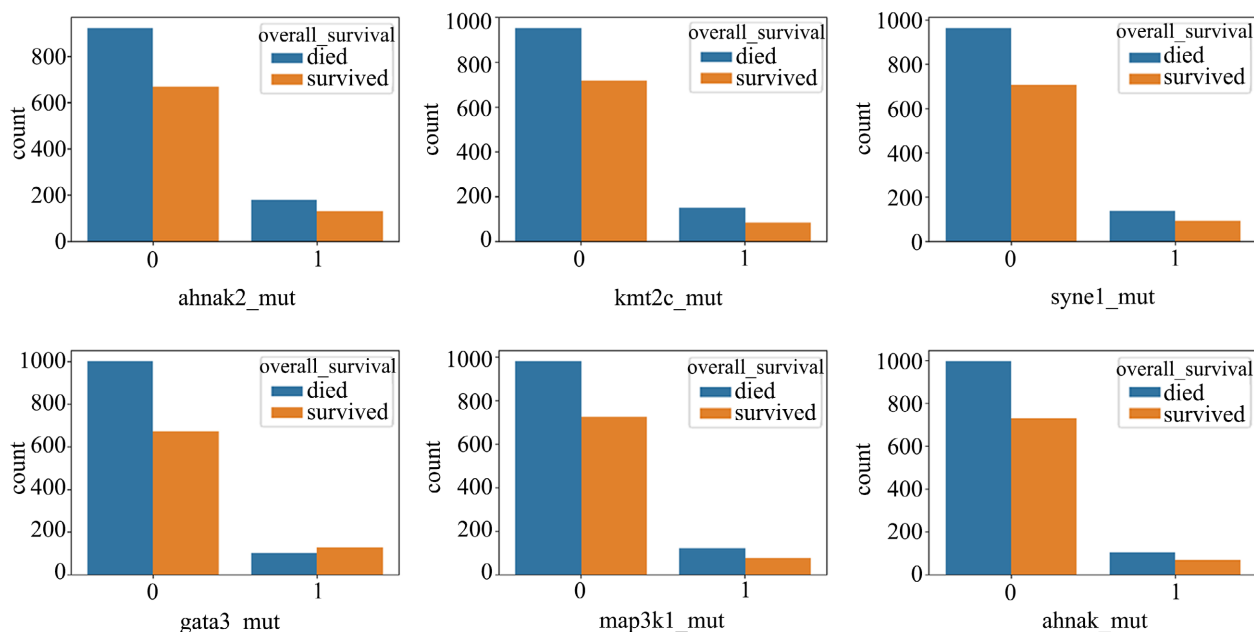 overall_survival
died
survived
800
600
400
200
0
count
0 1
ahnak2_mut
overall_survival
died
survived
1000
800
600
400
200
0
count
0 1
kmt2c_mut
overall_survival
died
survived
1000
800
600
400
200
0
count
0 1
syne1_mut
overall_survival
died
survived
1000
800
600
400
200
0
count
0 1
gata3_mut
overall_survival
died
survived
1000
800
600
400
200
0
count
0 1
map3k1_mut
overall_survival
died
survived
1000
800
600
400
200
0
count
0 1
ahnak_mut